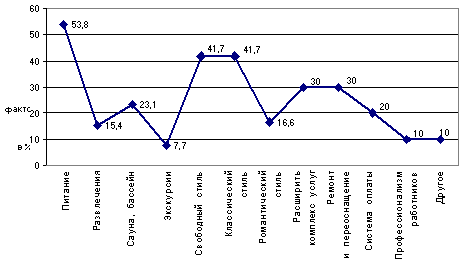 60
50
40
30
20
10
0
факто
в %
53,8
15,4
23,1
7,7
41,7
41,7
16,6
30
30
20
10
10
Питание
Развлечения
Сауна, бассейн
Экскурсии
Свободный стиль
Классический
стиль
Романтический
стиль
Расширить
комплекс услуг
Ремонт
и переоснащение
Система оплаты
Профессионализм
работников
Другое